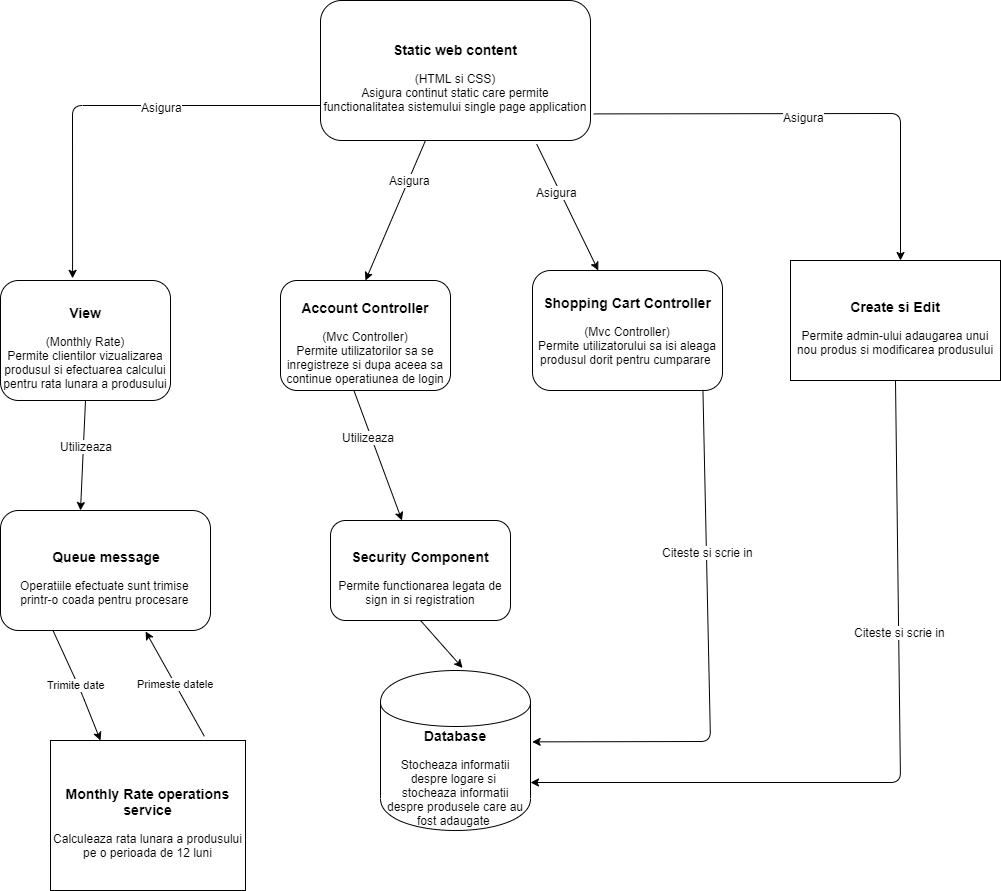 Static web content
(HTML si CSS)
Asigura continut static care permite
functionalitatea sistemului single page application
Asigura
Asigura
Asigura
Asigura
View
(Monthly Rate)
Permite clientilor vizualizarea
produsul si efectuarea calcului
pentru rata lunara a produsului
Account Controller
(Mvc Controller)
Permite utilizatorilor sa se
inregistreze si dupa aceea sa
continue operatiunea de login
Shopping Cart Controller
(Mvc Controller)
Permite utilizatorului sa isi aleaga
produsul dorit pentru cumparare
Create si Edit
Permite admin-ului adaugarea unui
nou produs si modificarea produsului
Utilizeaza
Utilizeaza
Queue message
Operatiile efectuate sunt trimise
printr-o coada pentru procesare
Security Component
Permite functionarea legata de
sign in si registration
Citeste si scrie in
Citeste si scrie in
Trimite date
Primeste datele
Monthly Rate operations
service
Calculeaza rata lunara a produsului
pe o perioada de 12 luni
Database
Stocheaza informatii
despre logare si
stocheaza informatii
despre produsele care au
fost adaugate